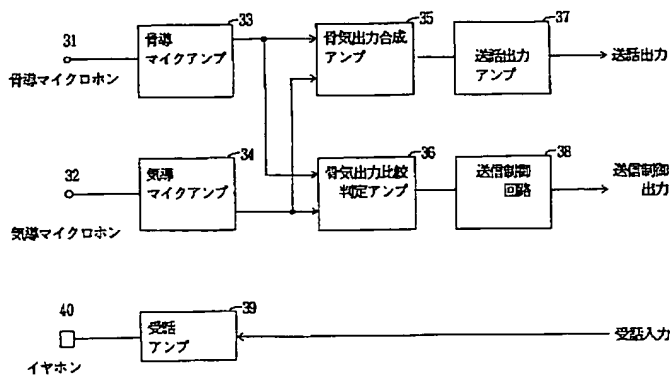 33
35
37
31
骨導
マイクアンプ
骨気出力合成
アンプ
送話出力
アンプ
送話出力
骨導マイクロホン
34
36
38
32
気導
マイクアンプ
骨気出力比較
判定アンプ
送信制御
回路
送信制御
出力
気導マイクロホン
40
39
受話
アンプ
受話入力
イヤホン